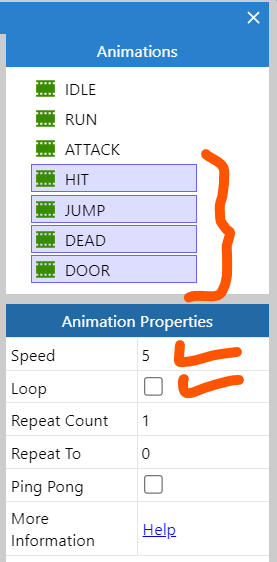 Animations
IDLE
RUN
ATTACK
HIT
JUMP
DEAD
DOOR
Animation Properties
Speed 5
Loop
Repeat Count 1
Repeat To 0
Ping Pong
More
Information Help